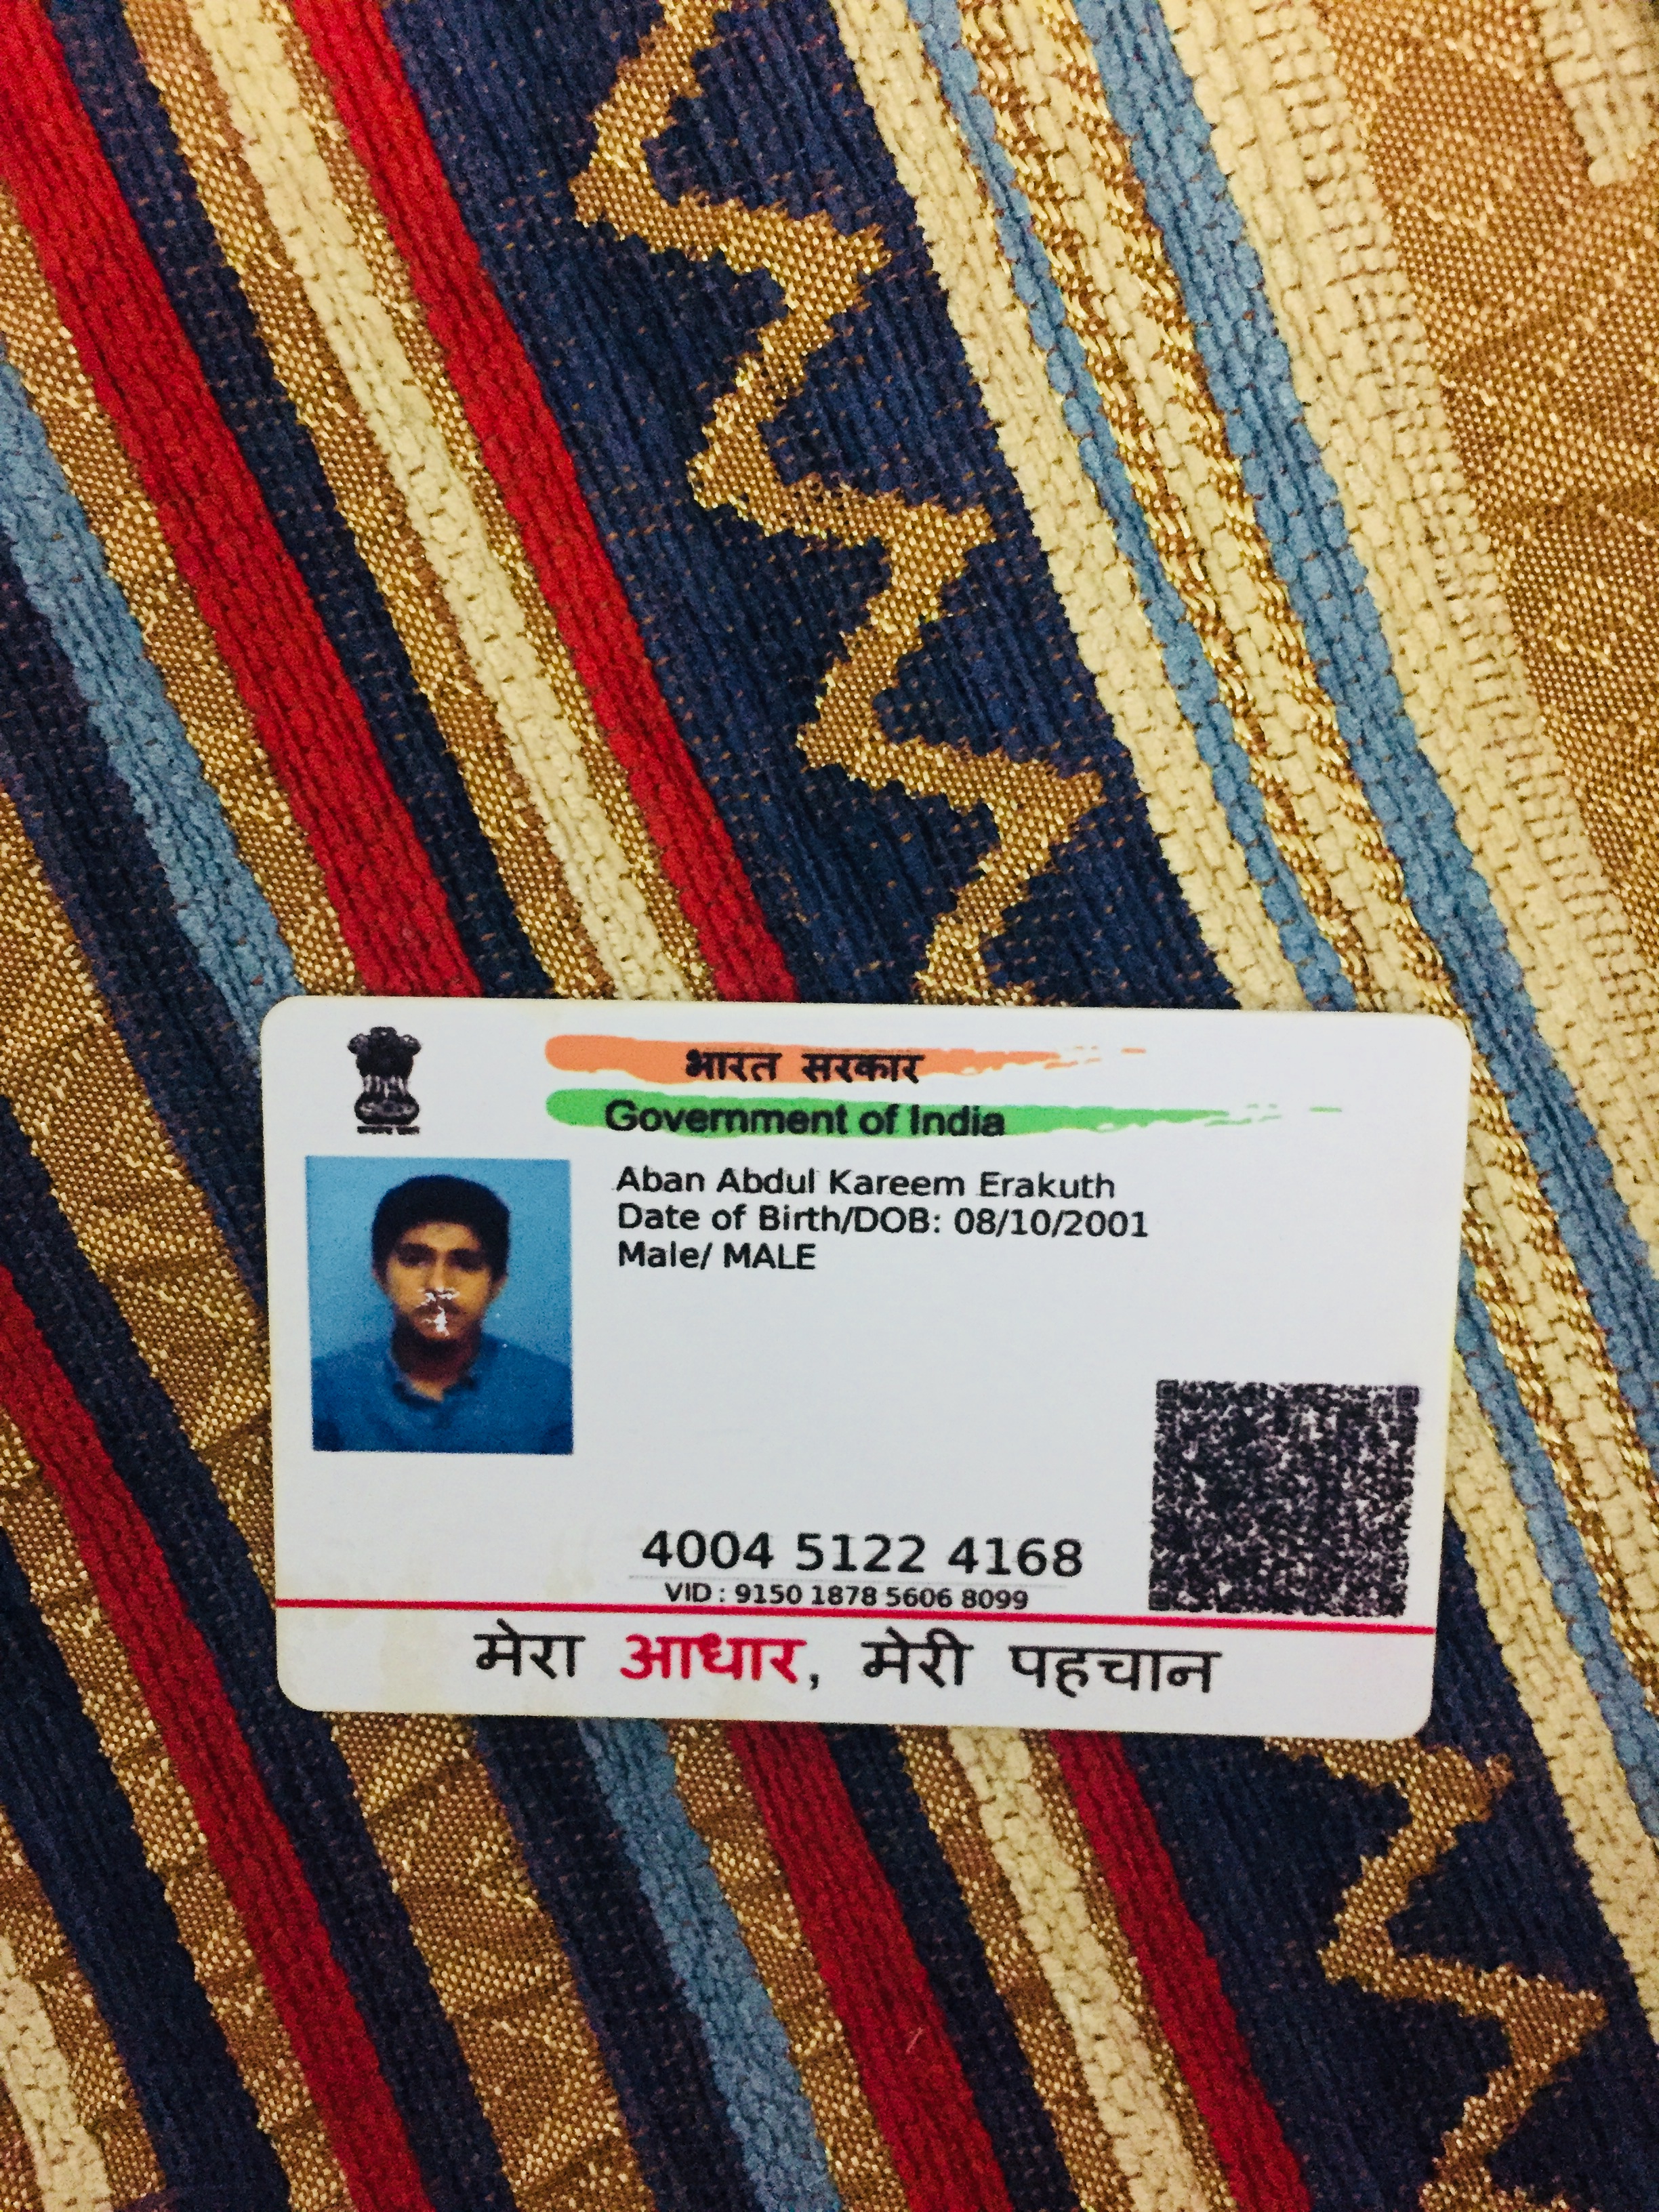 भारत सरकार
Government of India
Aban Abdul Kareem Erakuth
Date of Birth/DOB: 08/10/2001
Male/ MALE
4004 5122 4168
VID : 9150 1878 5606 8099
मेरा आधार, मेरी पहचान